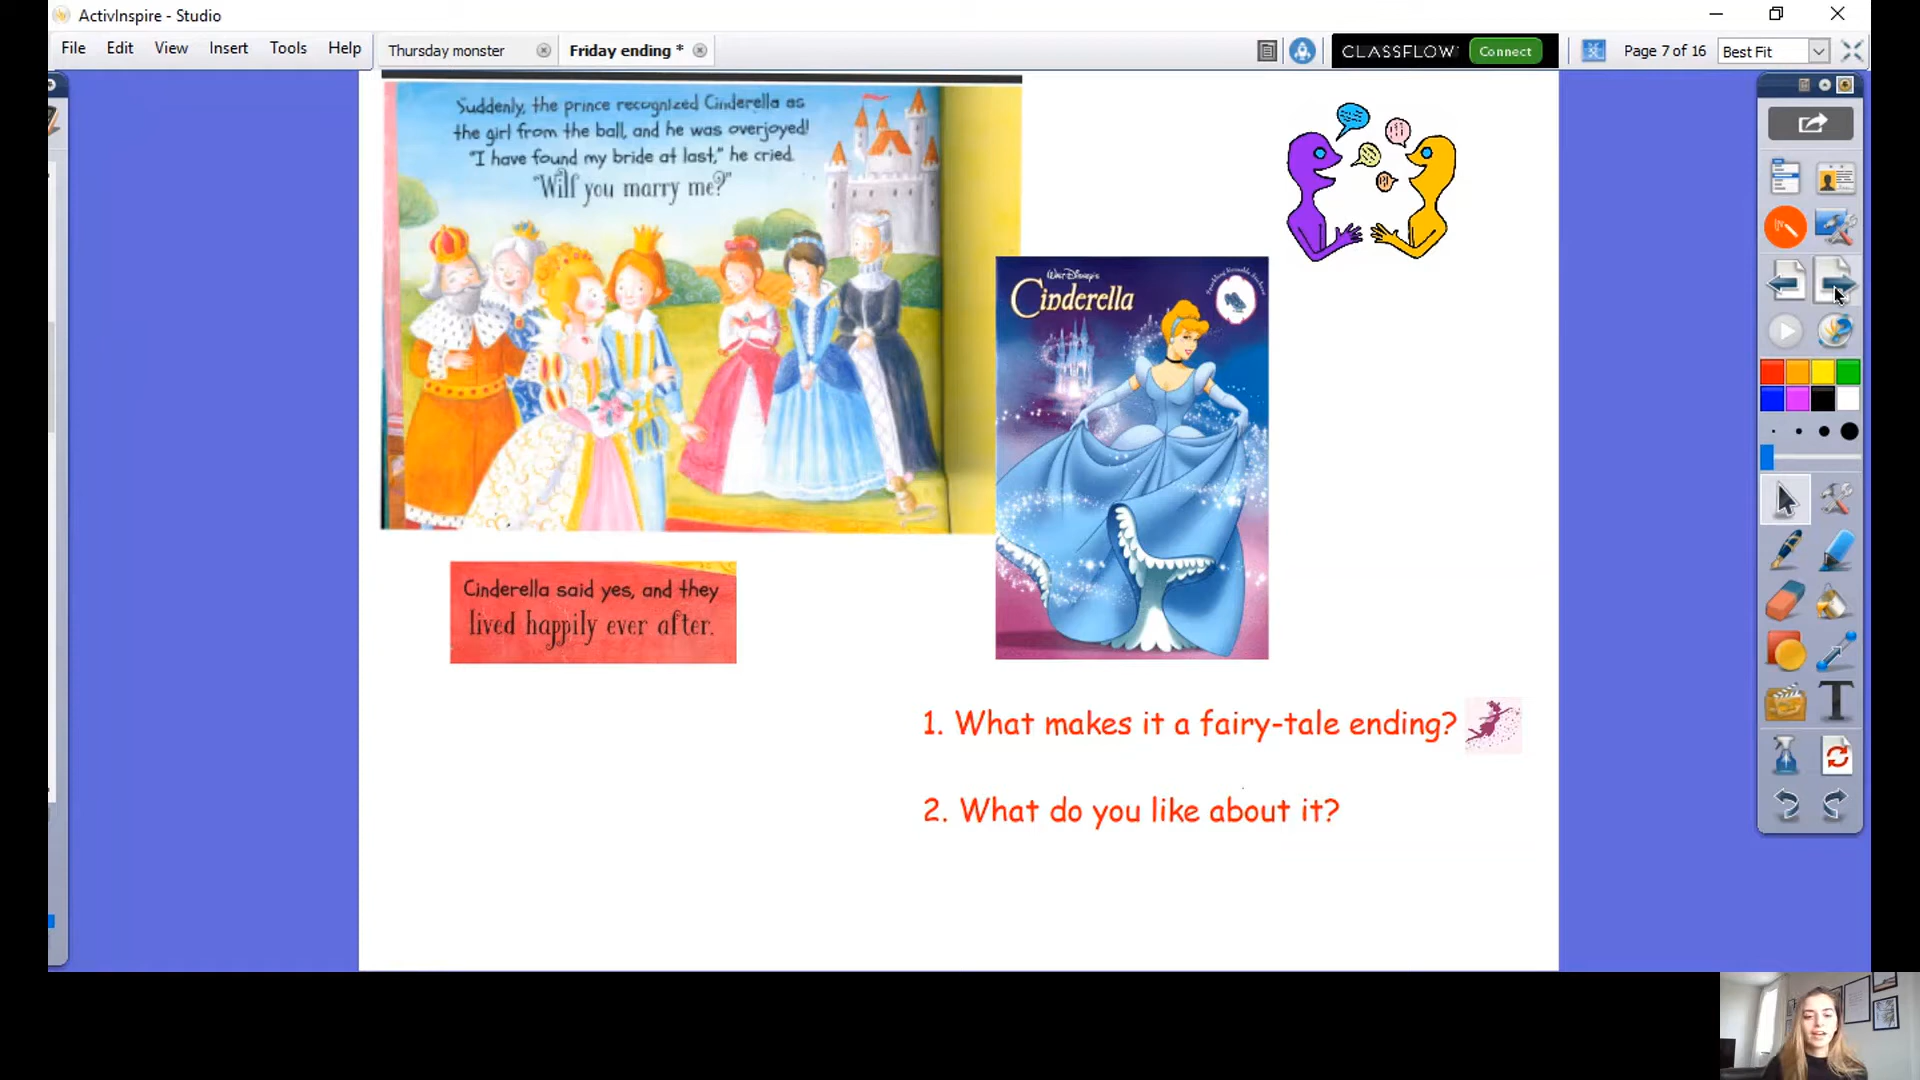 ActivInspire - Studio
File Edit View Insert Tools Help
Thursday monster
Friday ending *
CLASSFLOW
Connect
Page 7 of 16
Best Fit
Suddenly, the prince recognized Cinderella as
the girl from the ball, and he was overjoyed!
"I have found my bride at last," he cried.
"Will you marry me?"
Walt Disney's
Cinderella
Cinderella said yes, and they
lived happily ever after.
1. What makes it a fairy-tale ending?
2. What do you like about it?